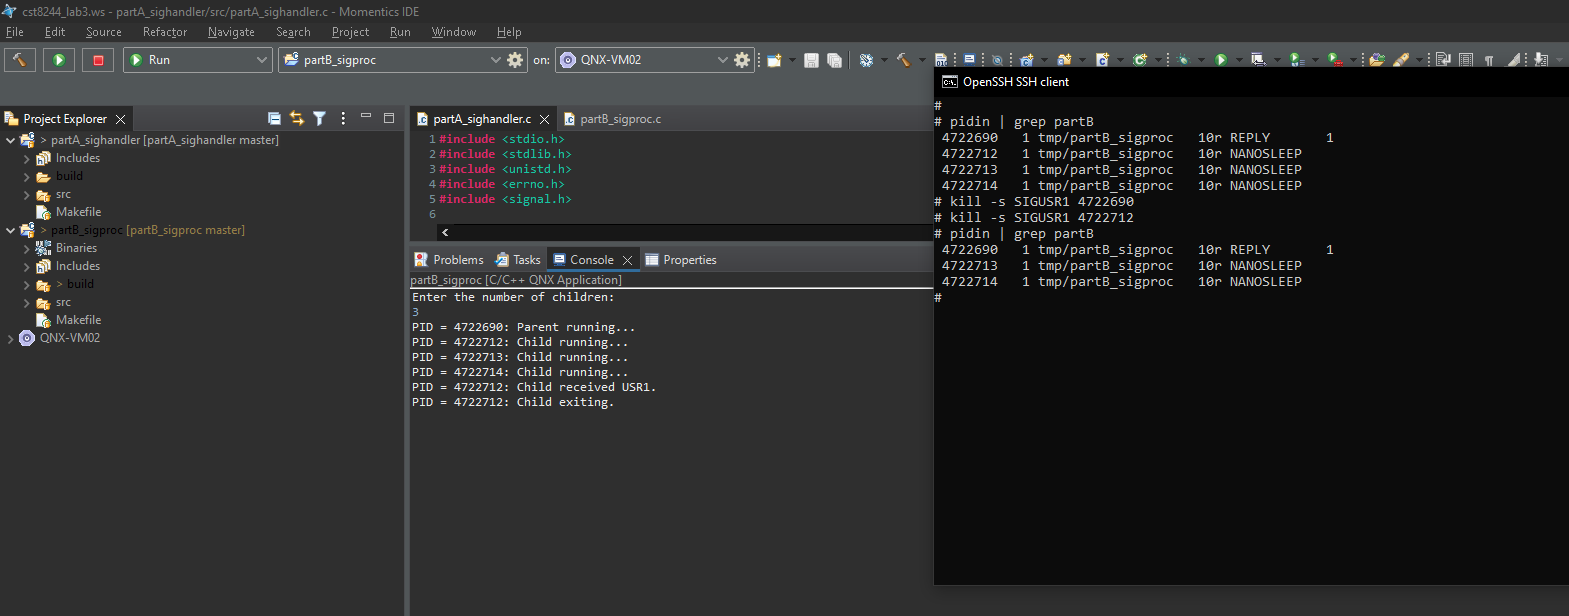 cst8244_lab3.ws - partA_sighandler/src/partA_sighandler.c - Momentics IDE
File Edit Source Refactor Navigate Search Project Run Window Help
Run partB_sigproc on: QNX-VM02
Project Explorer
> partA_sighandler [partA_sighandler master]
Includes
build
src
Makefile
> partB_sigproc [partB_sigproc master]
Binaries
Includes
> build
src
Makefile
QNX-VM02
partA_sighandler.c partB_sigproc.c
1 #include <stdio.h>
2 #include <stdlib.h>
3 #include <unistd.h>
4 #include <errno.h>
5 #include <signal.h>
6
Problems Tasks Console Properties
partB_sigproc [C/C++ QNX Application]
Enter the number of children:
3
PID = 4722690: Parent running...
PID = 4722712: Child running...
PID = 4722713: Child running...
PID = 4722714: Child running...
PID = 4722712: Child received USR1.
PID = 4722712: Child exiting.
OpenSSH SSH client
#
# pidin | grep partB
4722690 1 tmp/partB_sigproc 10r REPLY 1
4722712 1 tmp/partB_sigproc 10r NANOSLEEP
4722713 1 tmp/partB_sigproc 10r NANOSLEEP
4722714 1 tmp/partB_sigproc 10r NANOSLEEP
# kill -s SIGUSR1 4722690
# kill -s SIGUSR1 4722712
# pidin | grep partB
4722690 1 tmp/partB_sigproc 10r REPLY 1
4722713 1 tmp/partB_sigproc 10r NANOSLEEP
4722714 1 tmp/partB_sigproc 10r NANOSLEEP
#